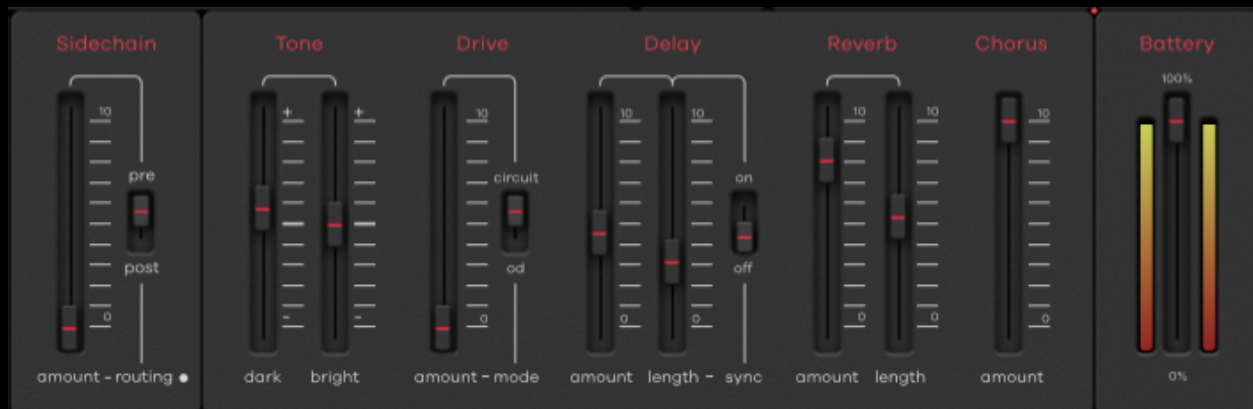 Sidechain Tone Drive Delay Reverb Chorus Battery
100%
10 + + 10 10 10 10 10 10
pre circuit on
post od off
0 - - 0 0 0 0 0 0
amount - routing dark bright amount - mode amount length - sync amount length amount 0%